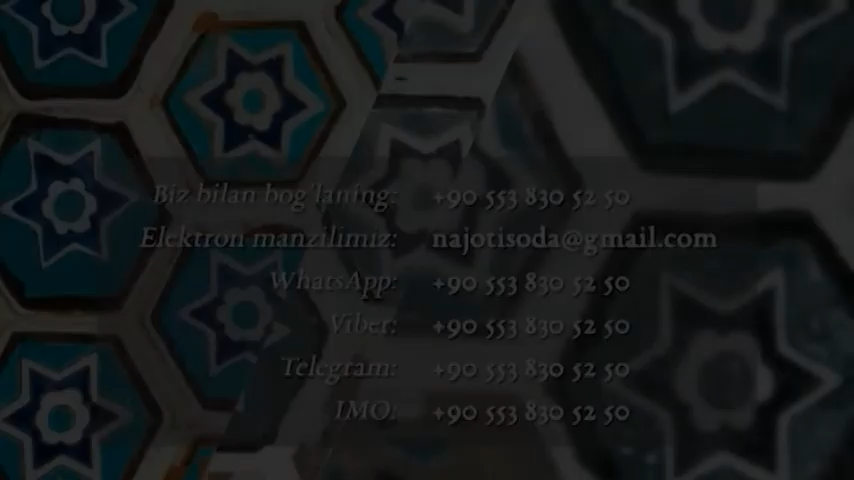 Biz bilan bog'laning: +90 553 830 52 50
Elektron manzilimiz: najotisoda@gmail.com
WhatsApp: +90 553 830 52 50
Viber: +90 553 830 52 50
Telegram: +90 553 830 52 50
IMO: +90 553 830 52 50